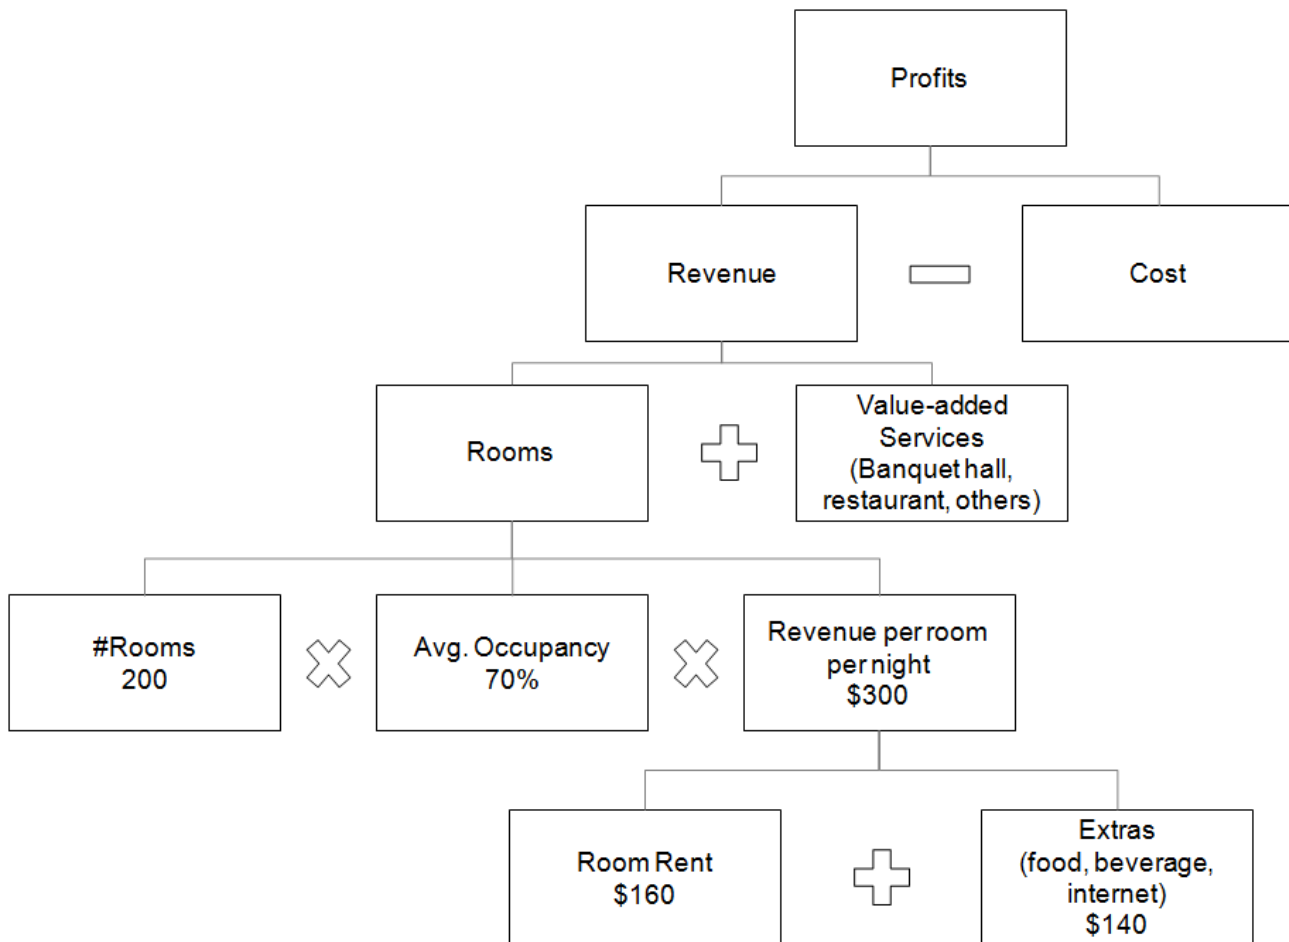 Profits
Revenue
Cost
Rooms
Value-added
Services
(Banquet hall,
restaurant, others)
#Rooms
200
Avg. Occupancy
70%
Revenue per room
per night
$300
Room Rent
$160
Extras
(food, beverage,
internet)
$140